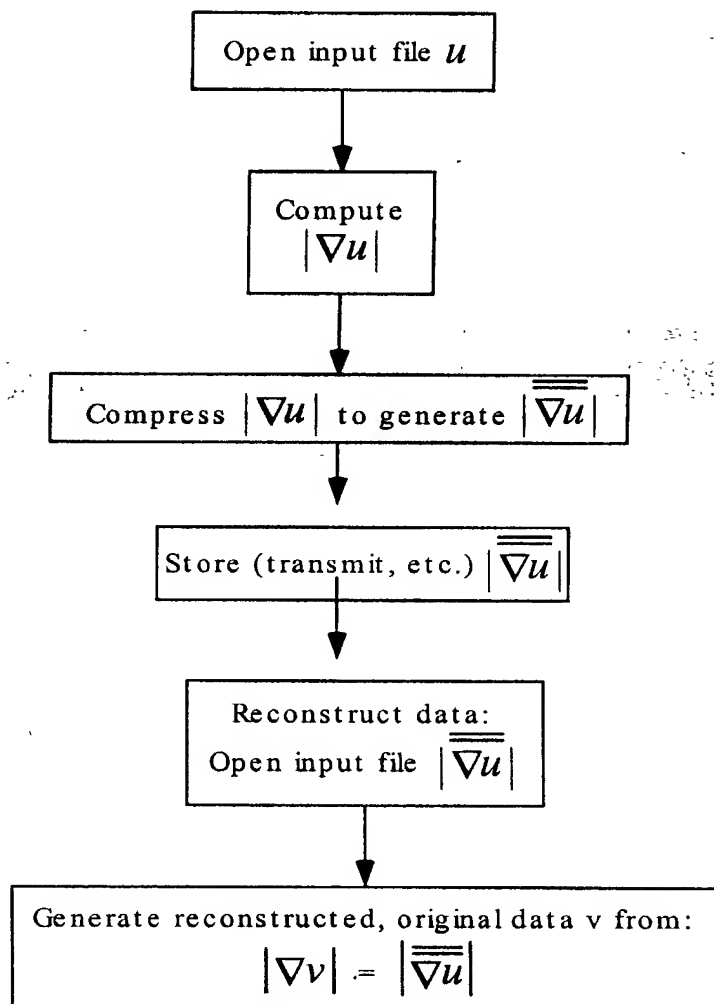 Open input file u
Compute
|∇u|
Compress |∇u| to generate |∇̿u̿|
Store (transmit, etc.) |∇̿u̿|
Reconstruct data:
Open input file |∇̿u̿|
Generate reconstructed, original data v from:
|∇v| = |∇̿u̿|